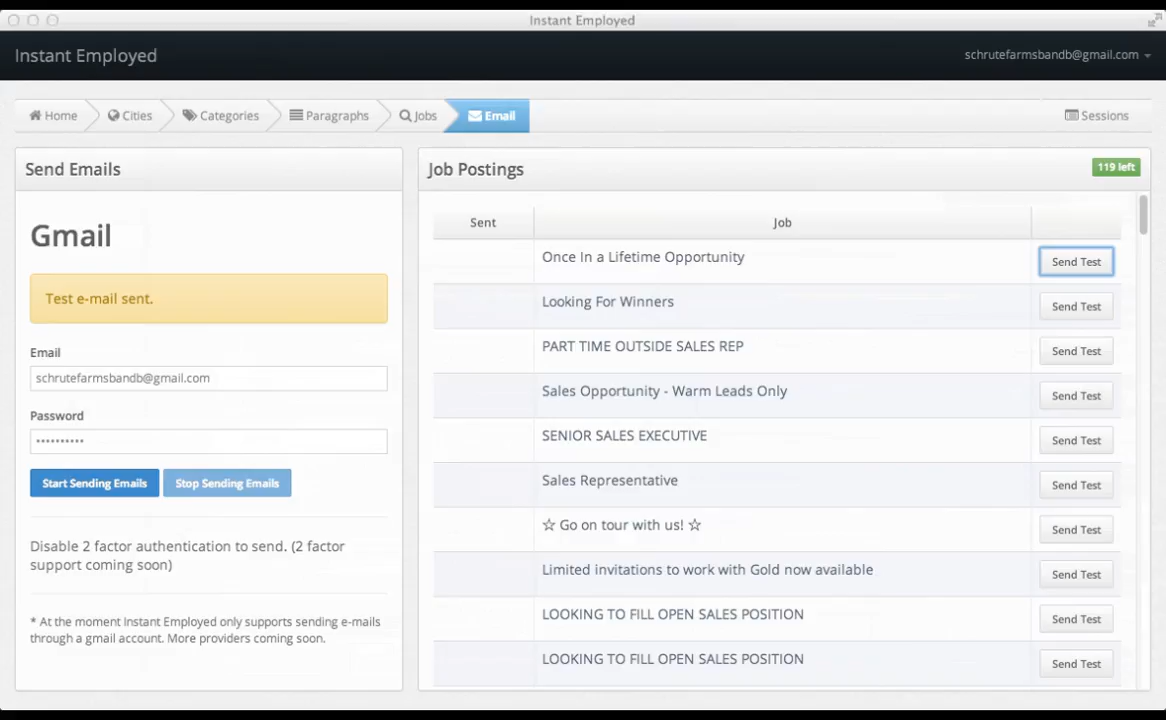 Instant Employed
Instant Employed
schrutefarmsbandb@gmail.com
Home
Cities
Categories
Paragraphs
Jobs
Email
Sessions
Send Emails
Gmail
Test e-mail sent.
Email
schrutefarmsbandb@gmail.com
Password
••••••••••
Start Sending Emails
Stop Sending Emails
Disable 2 factor authentication to send. (2 factor
support coming soon)
* At the moment Instant Employed only supports sending e-mails
through a gmail account. More providers coming soon.
Job Postings
119 left
Sent
Job
Once In a Lifetime Opportunity
Send Test
Looking For Winners
Send Test
PART TIME OUTSIDE SALES REP
Send Test
Sales Opportunity - Warm Leads Only
Send Test
SENIOR SALES EXECUTIVE
Send Test
Sales Representative
Send Test
☆ Go on tour with us! ☆
Send Test
Limited invitations to work with Gold now available
Send Test
LOOKING TO FILL OPEN SALES POSITION
Send Test
LOOKING TO FILL OPEN SALES POSITION
Send Test